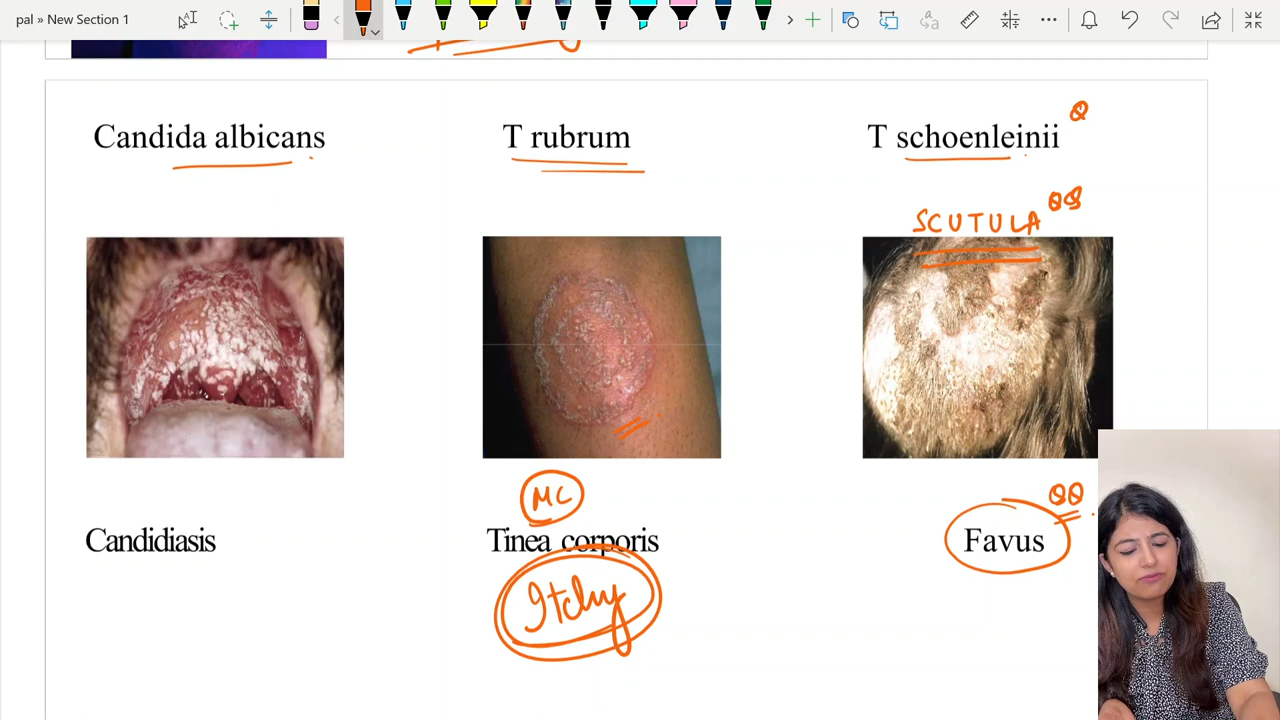 pal » New Section 1
Candida albicans
T rubrum
T schoenleinii
SCUTULA
MC
Candidiasis
Tinea corporis
Favus
Itchy